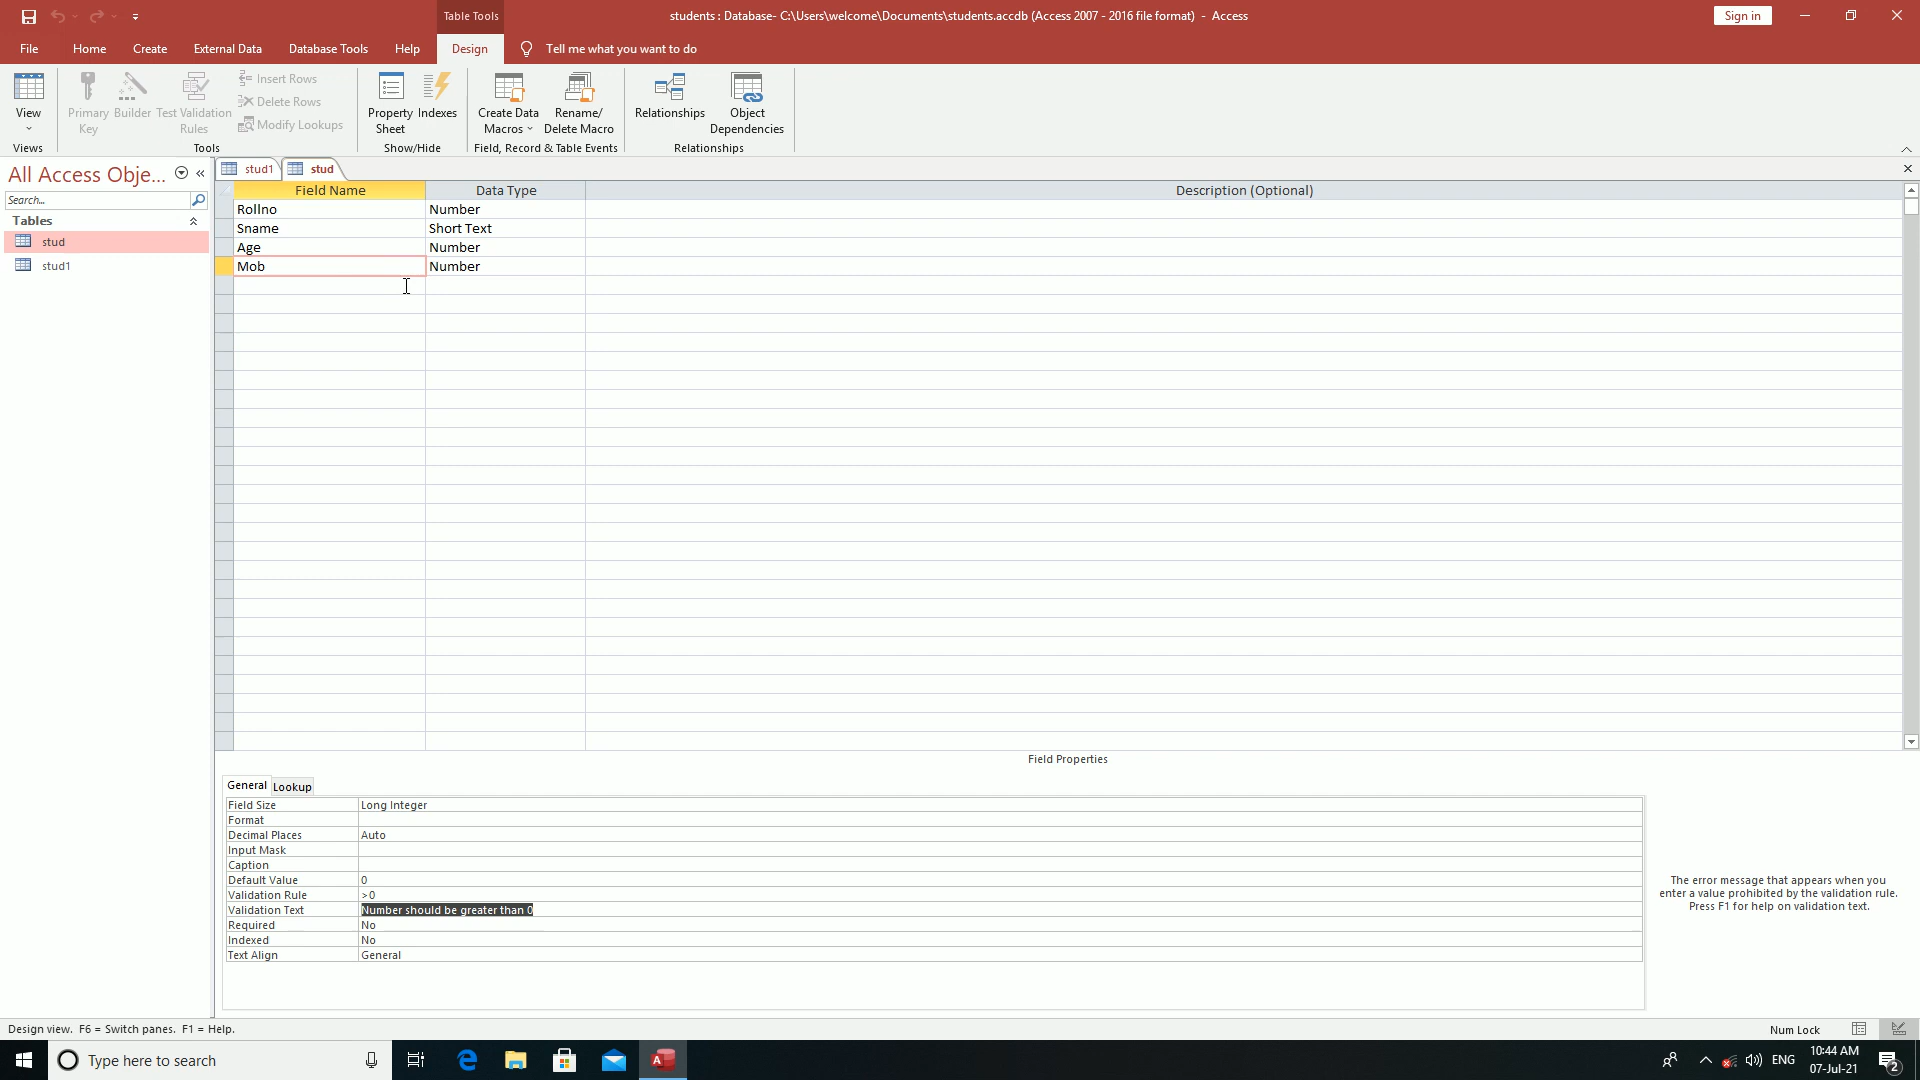 Table Tools
students : Database- C:\Users\welcome\Documents\students.accdb (Access 2007 - 2016 file format) - Access
Sign in
File Home Create External Data Database Tools Help Design Tell me what you want to do
View
Primary Key
Builder
Test Validation Rules
Insert Rows
Delete Rows
Modify Lookups
Property Sheet
Indexes
Create Data Macros
Rename/ Delete Macro
Relationships
Object Dependencies
Views Tools Show/Hide Field, Record & Table Events Relationships
All Access Obje...
Search...
Tables
stud
stud1
stud1 stud
Field Name Data Type Description (Optional)
Rollno Number
Sname Short Text
Age Number
Mob Number
Field Properties
General Lookup
Field Size Long Integer
Format
Decimal Places Auto
Input Mask
Caption
Default Value 0
Validation Rule >0
Validation Text Number should be greater than 0
Required No
Indexed No
Text Align General
The error message that appears when you
enter a value prohibited by the validation rule.
Press F1 for help on validation text.
Design view. F6 = Switch panes. F1 = Help.
Num Lock
Type here to search
A
ENG
10:44 AM
07-Jul-21
2